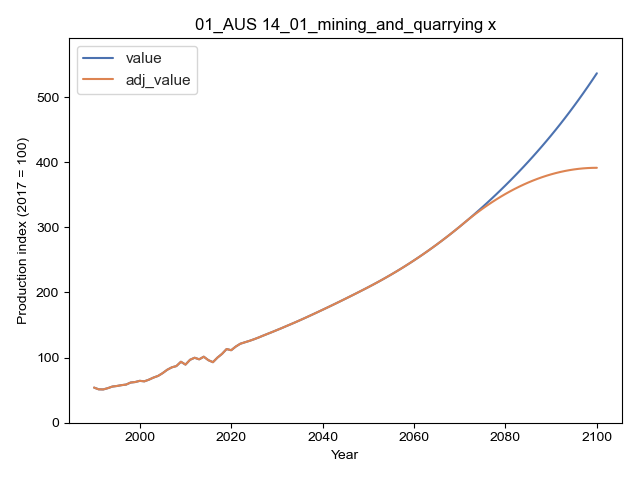 01_AUS 14_01_mining_and_quarrying x
value
adj_value
Production index (2017 = 100)
500
400
300
200
100
0
2000 2020 2040 2060 2080 2100
Year